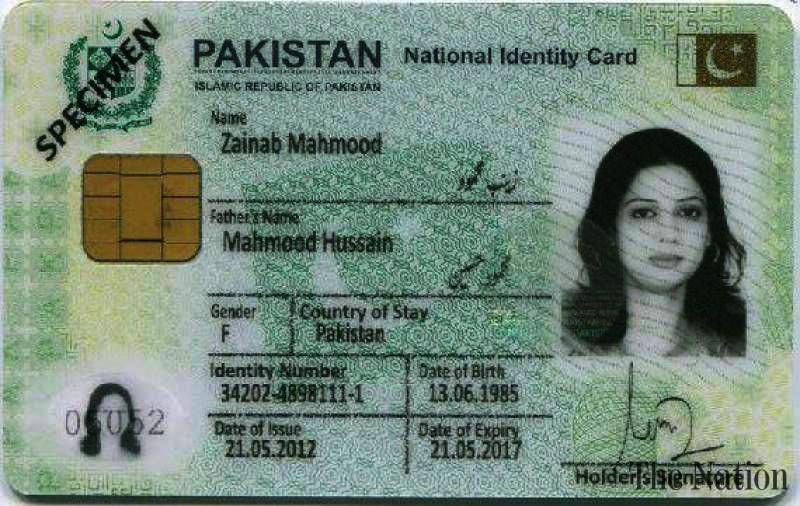 SPECIMEN
PAKISTAN National Identity Card
ISLAMIC REPUBLIC OF PAKISTAN
Name
Zainab Mahmood
زینب محمود
Father's Name
Mahmood Hussain
محمود حسین
Gender Country of Stay
F Pakistan
Identity Number Date of Birth
34202-4898111-1 13.06.1985
Date of Issue Date of Expiry
21.05.2012 21.05.2017
Holder's Signature
The Nation